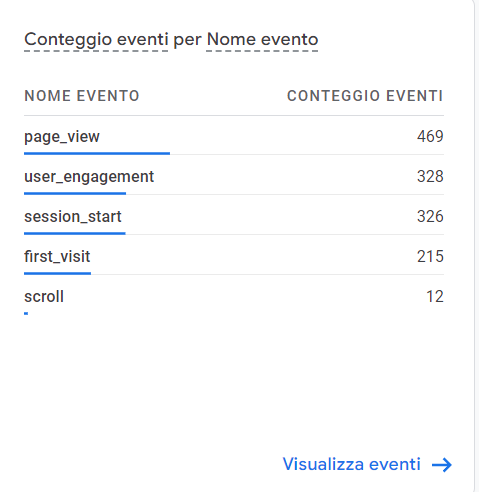 Conteggio eventi per Nome evento
NOME EVENTO CONTEGGIO EVENTI
page_view 469
user_engagement 328
session_start 326
first_visit 215
scroll 12
Visualizza eventi →